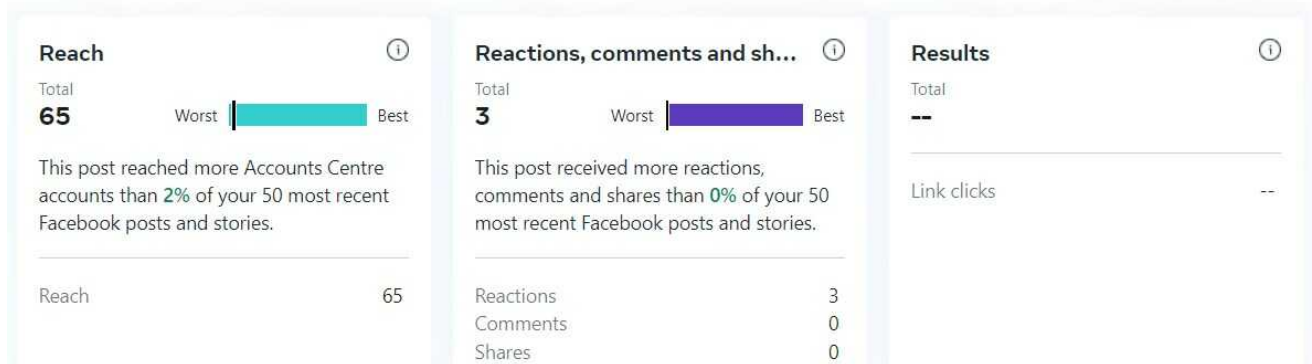 Reach
Total
65
Worst
Best
This post reached more Accounts Centre
accounts than 2% of your 50 most recent
Facebook posts and stories.
Reach 65
Reactions, comments and sh...
Total
3
Worst
Best
This post received more reactions,
comments and shares than 0% of your 50
most recent Facebook posts and stories.
Reactions 3
Comments 0
Shares 0
Results
Total
--
Link clicks --